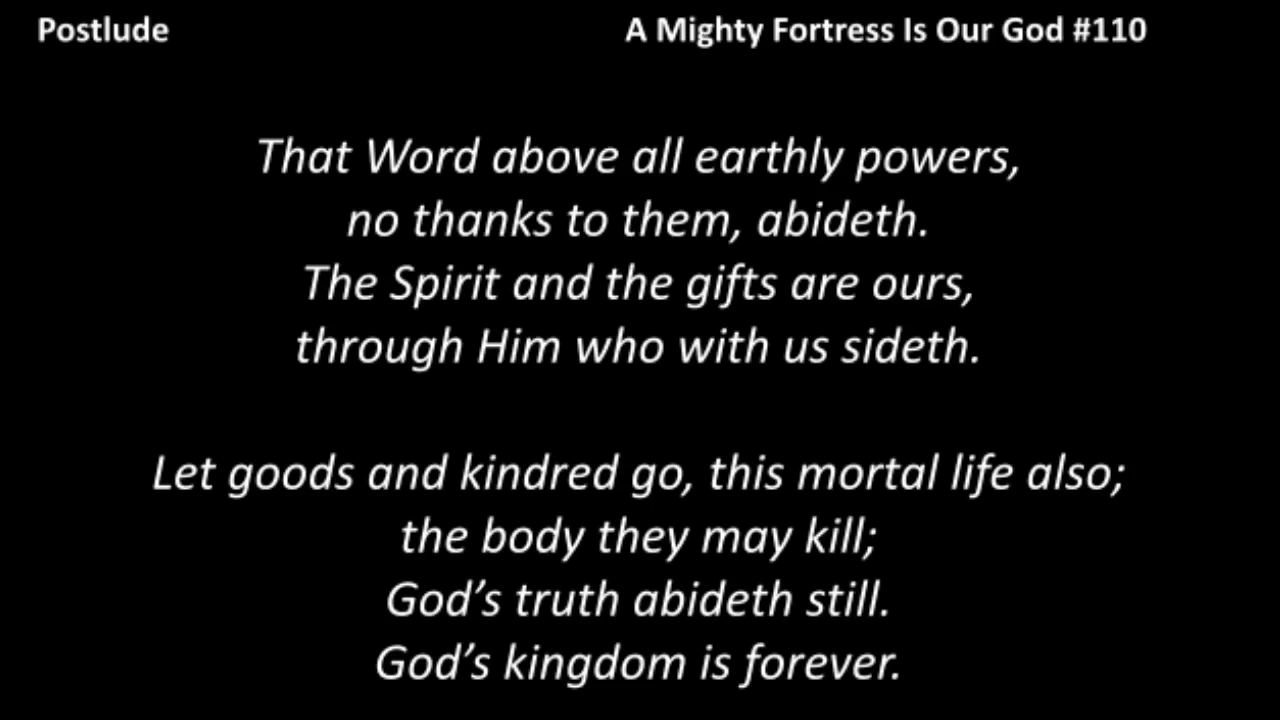 Postlude A Mighty Fortress Is Our God #110
That Word above all earthly powers,
no thanks to them, abideth.
The Spirit and the gifts are ours,
through Him who with us sideth.
Let goods and kindred go, this mortal life also;
the body they may kill;
God’s truth abideth still.
God’s kingdom is forever.